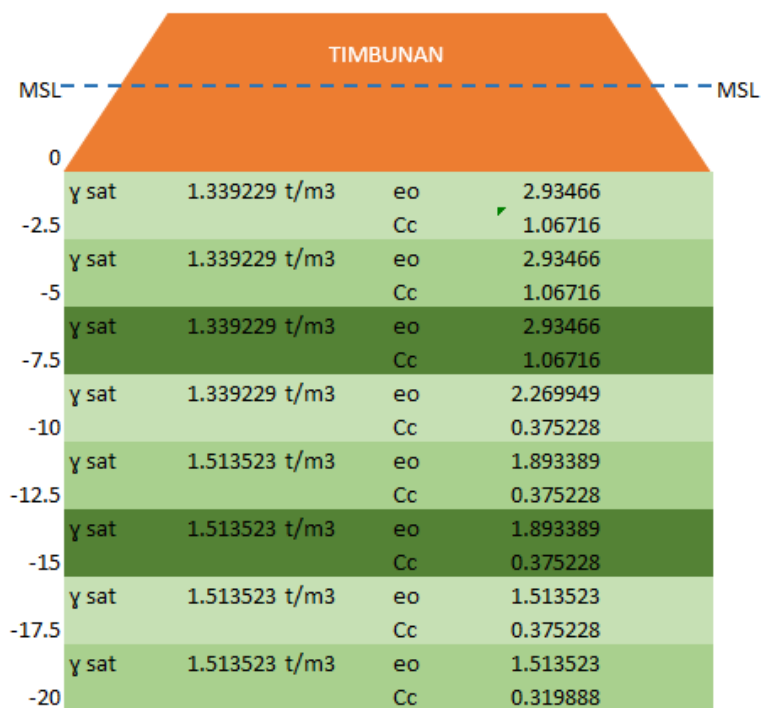 TIMBUNAN
MSL MSL
0
ɣ sat 1.339229 t/m3 eo 2.93466
-2.5 Cc 1.06716
ɣ sat 1.339229 t/m3 eo 2.93466
-5 Cc 1.06716
ɣ sat 1.339229 t/m3 eo 2.93466
-7.5 Cc 1.06716
ɣ sat 1.339229 t/m3 eo 2.269949
-10 Cc 0.375228
ɣ sat 1.513523 t/m3 eo 1.893389
-12.5 Cc 0.375228
ɣ sat 1.513523 t/m3 eo 1.893389
-15 Cc 0.375228
ɣ sat 1.513523 t/m3 eo 1.513523
-17.5 Cc 0.375228
ɣ sat 1.513523 t/m3 eo 1.513523
-20 Cc 0.319888